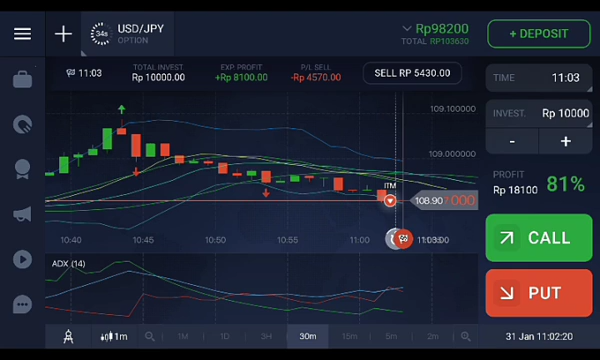 34s
USD/JPY
OPTION
Rp98200
TOTAL RP103630
+ DEPOSIT
11:03
TOTAL INVEST.
Rp 10000.00
EXP. PROFIT
+Rp 8100.00
P/L SELL
-Rp 4570.00
SELL RP 5430.00
TIME
11:03
INVEST.
Rp 10000
-
+
PROFIT
Rp 18100
81%
CALL
PUT
109.100000
109.000000
ITM
108.907000
10:40
10:45
10:50
10:55
11:00
ADX (14)
1m
1M
1D
3H
30m
15m
5m
2m
31 Jan 11:02:20